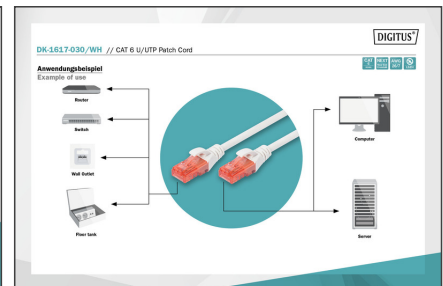 DIGITUS®
DK-1617-030/WH // CAT 6 U/UTP Patch Cord
Anwendungsbeispiel
Example of use
Router
Switch
Wall Outlet
Floor tank
Computer
Server